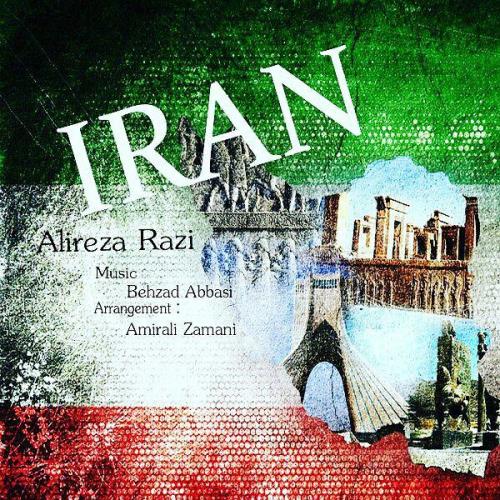 IRAN
Alireza Razi
Music
Behzad Abbasi
Arrangement :
Amirali Zamani